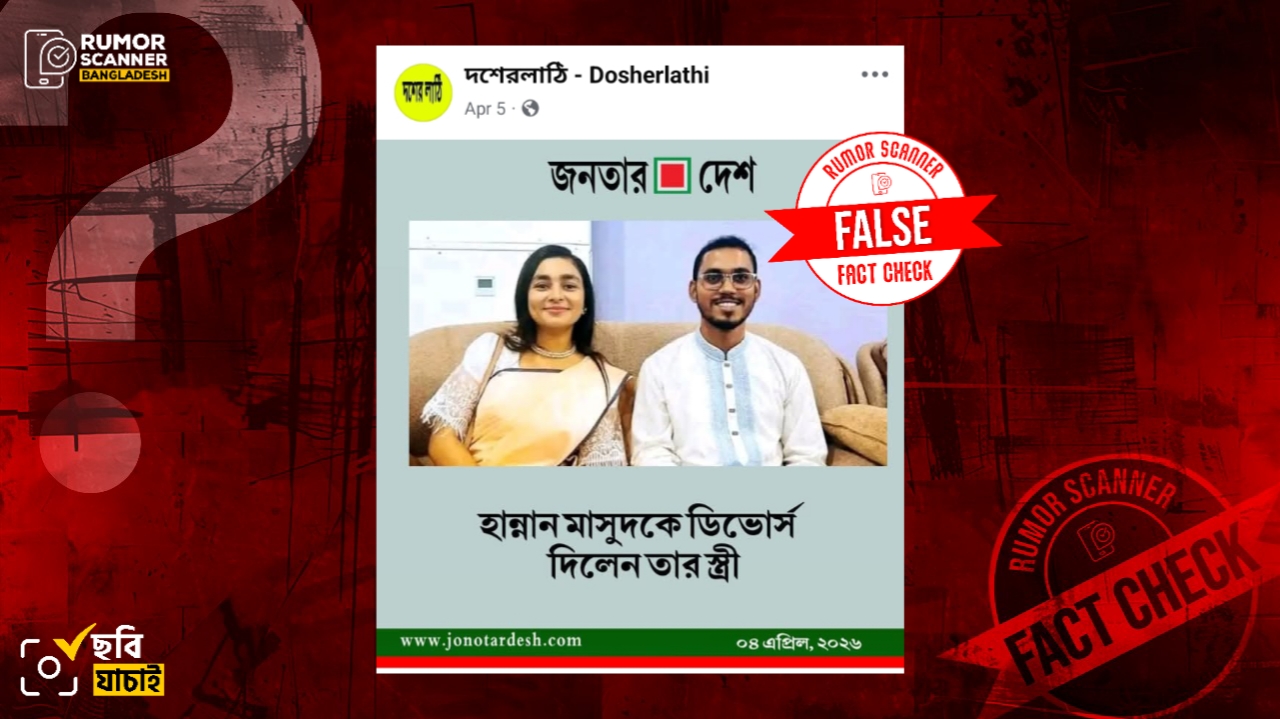 RUMOR
SCANNER
BANGLADESH
দশেরলাঠি - Dosherlathi
দশের লাঠি
Apr 5 ·
জনতার দেশ
RUMOR SCANNER
FALSE
FACT CHECK
হান্নান মাসুদকে ডিভোর্স
দিলেন তার স্ত্রী
www.jonotardesh.com
০৪ এপ্রিল, ২০২৬
ছবি
যাচাই
RUMOR SCANNER
FACT CHECK